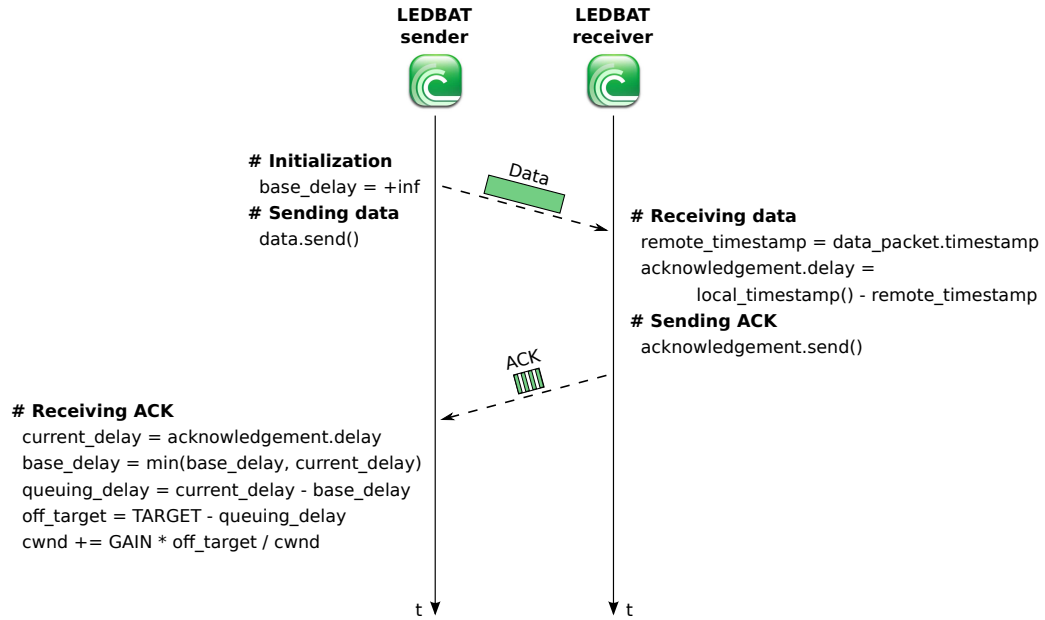 LEDBAT
sender
LEDBAT
receiver
# Initialization
base_delay = +inf
# Sending data
data.send()
Data
# Receiving data
remote_timestamp = data_packet.timestamp
acknowledgement.delay =
local_timestamp() - remote_timestamp
# Sending ACK
acknowledgement.send()
ACK
# Receiving ACK
current_delay = acknowledgement.delay
base_delay = min(base_delay, current_delay)
queuing_delay = current_delay - base_delay
off_target = TARGET - queuing_delay
cwnd += GAIN * off_target / cwnd
t
t